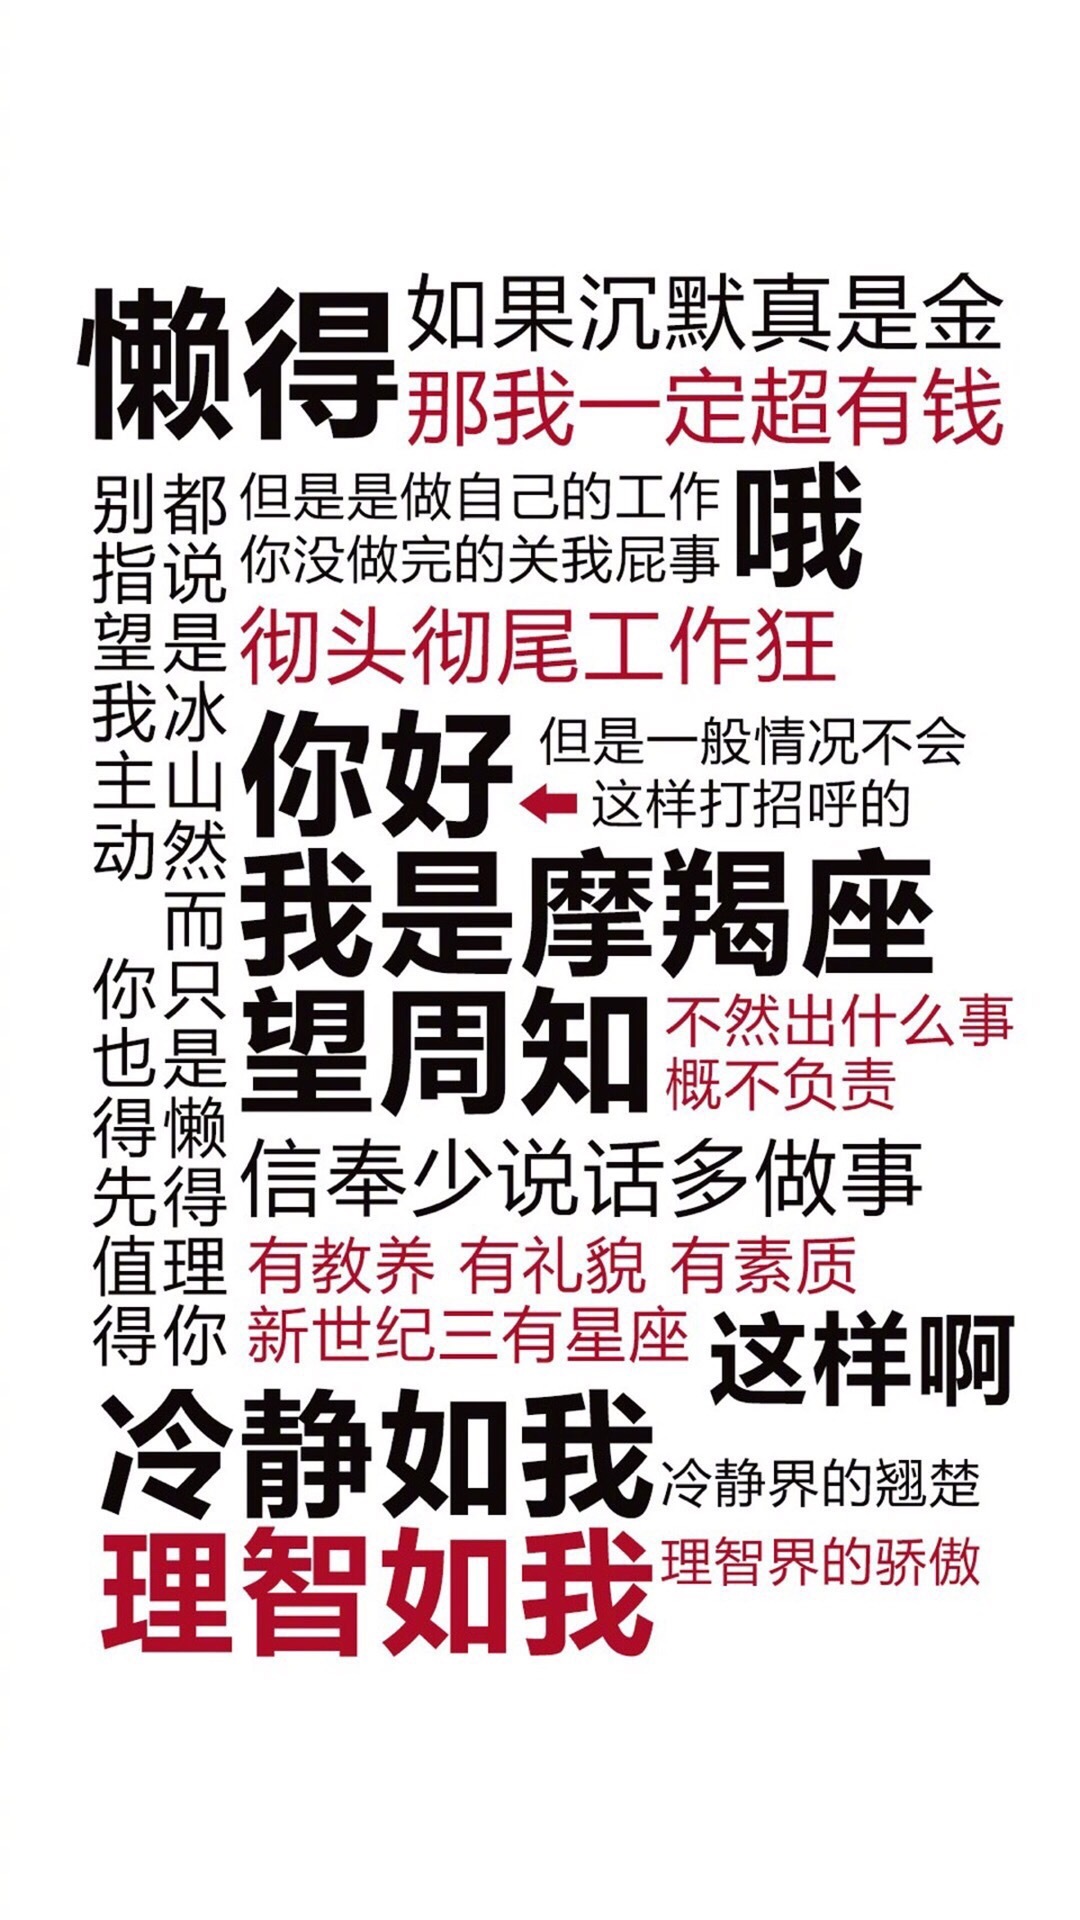 懒得
如果沉默真是金
那我一定超有钱
都说是冰山然而只是懒得理你
别指望我主动 你也得先值得
但是是做自己的工作
你没做完的关我屁事
哦
彻头彻尾工作狂
你好
但是一般情况不会
这样打招呼的
我是摩羯座
望周知
不然出什么事
概不负责
信奉少说话多做事
有教养 有礼貌 有素质
新世纪三有星座
这样啊
冷静如我
冷静界的翘楚
理智如我
理智界的骄傲